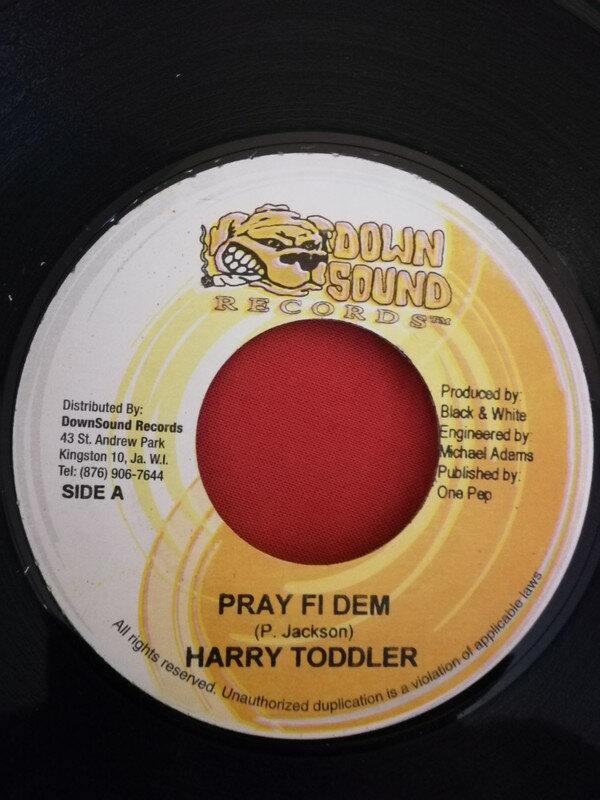 DOWN
SOUND
RECORDS™
Distributed By:
DownSound Records
43 St. Andrew Park
Kingston 10, Ja. W.I.
Tel: (876) 906-7644
SIDE A
Produced by:
Black & White
Engineered by:
Michael Adams
Published by:
One Pep
PRAY FI DEM
(P. Jackson)
HARRY TODDLER
All rights reserved. Unauthorized duplication is a violation of applicable laws